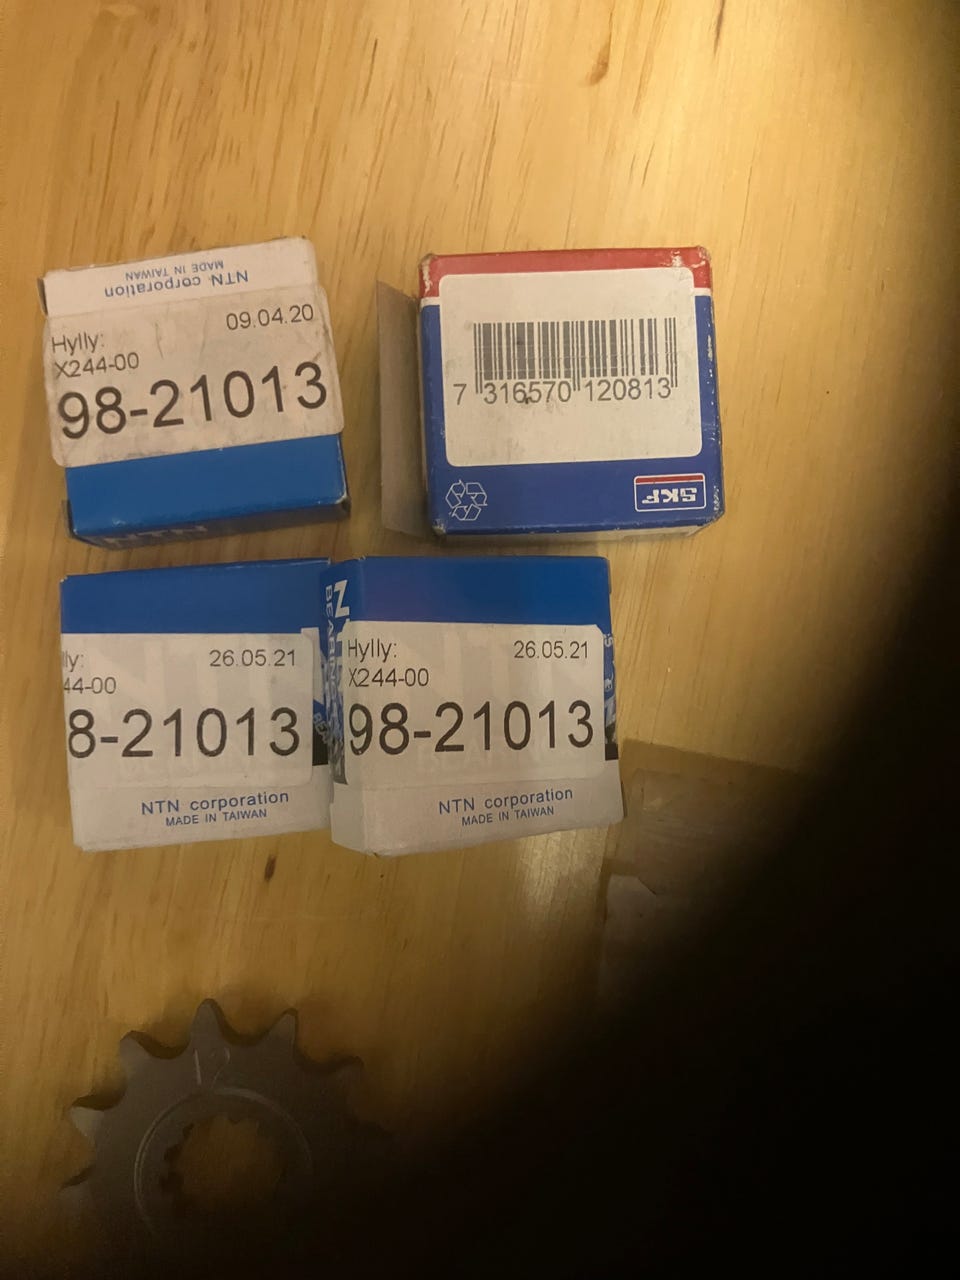 NTN corporation
MADE IN TAIWAN
09.04.20
Hylly:
X244-00
98-21013
NTN
7 316570 120813
SKF
lly:
26.05.21
44-00
8-21013
NTN corporation
MADE IN TAIWAN
Hylly:
26.05.21
X244-00
98-21013
NTN corporation
MADE IN TAIWAN